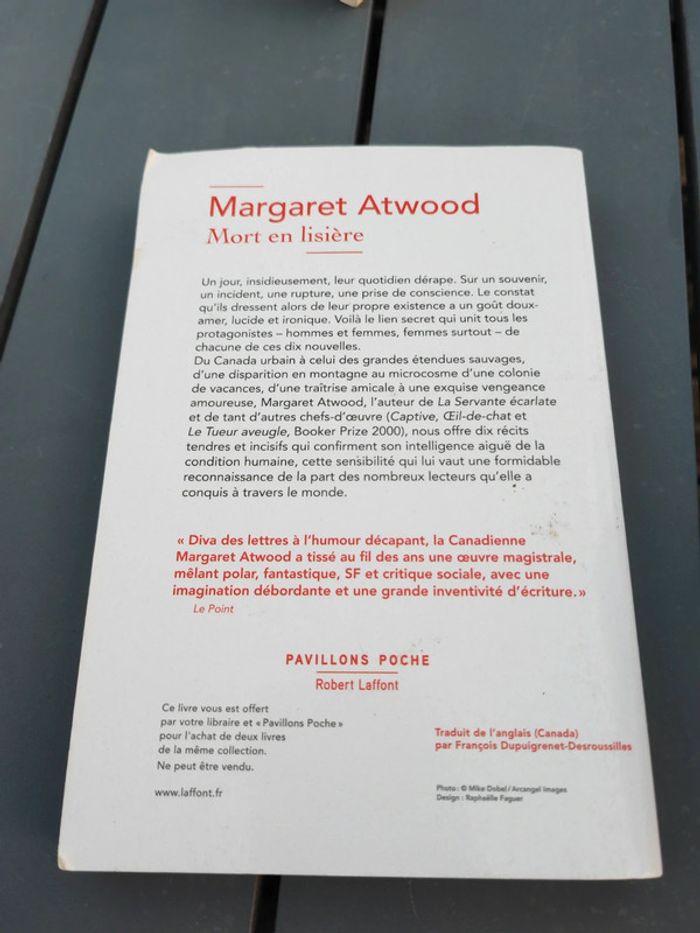 Margaret Atwood
Mort en lisière
Un jour, insidieusement, leur quotidien dérape. Sur un souvenir,
un incident, une rupture, une prise de conscience. Le constat
qu'ils dressent alors de leur propre existence a un goût doux-
amer, lucide et ironique. Voilà le lien secret qui unit tous les
protagonistes – hommes et femmes, femmes surtout – de
chacune de ces dix nouvelles.
Du Canada urbain à celui des grandes étendues sauvages,
d'une disparition en montagne au microcosme d'une colonie
de vacances, d'une traîtrise amicale à une exquise vengeance
amoureuse, Margaret Atwood, l'auteur de La Servante écarlate
et de tant d'autres chefs-d'œuvre (Captive, Œil-de-chat et
Le Tueur aveugle, Booker Prize 2000), nous offre dix récits
tendres et incisifs qui confirment son intelligence aiguë de la
condition humaine, cette sensibilité qui lui vaut une formidable
reconnaissance de la part des nombreux lecteurs qu'elle a
conquis à travers le monde.
« Diva des lettres à l'humour décapant, la Canadienne
Margaret Atwood a tissé au fil des ans une œuvre magistrale,
mêlant polar, fantastique, SF et critique sociale, avec une
imagination débordante et une grande inventivité d'écriture. »
Le Point
PAVILLONS POCHE
Robert Laffont
Ce livre vous est offert
par votre libraire et « Pavillons Poche »
pour l'achat de deux livres
de la même collection.
Ne peut être vendu.
www.laffont.fr
Traduit de l'anglais (Canada)
par François Dupuigrenet-Desroussilles
Photo : © Mike Dobel / Arcangel Images
Design : Raphaëlle Faguer